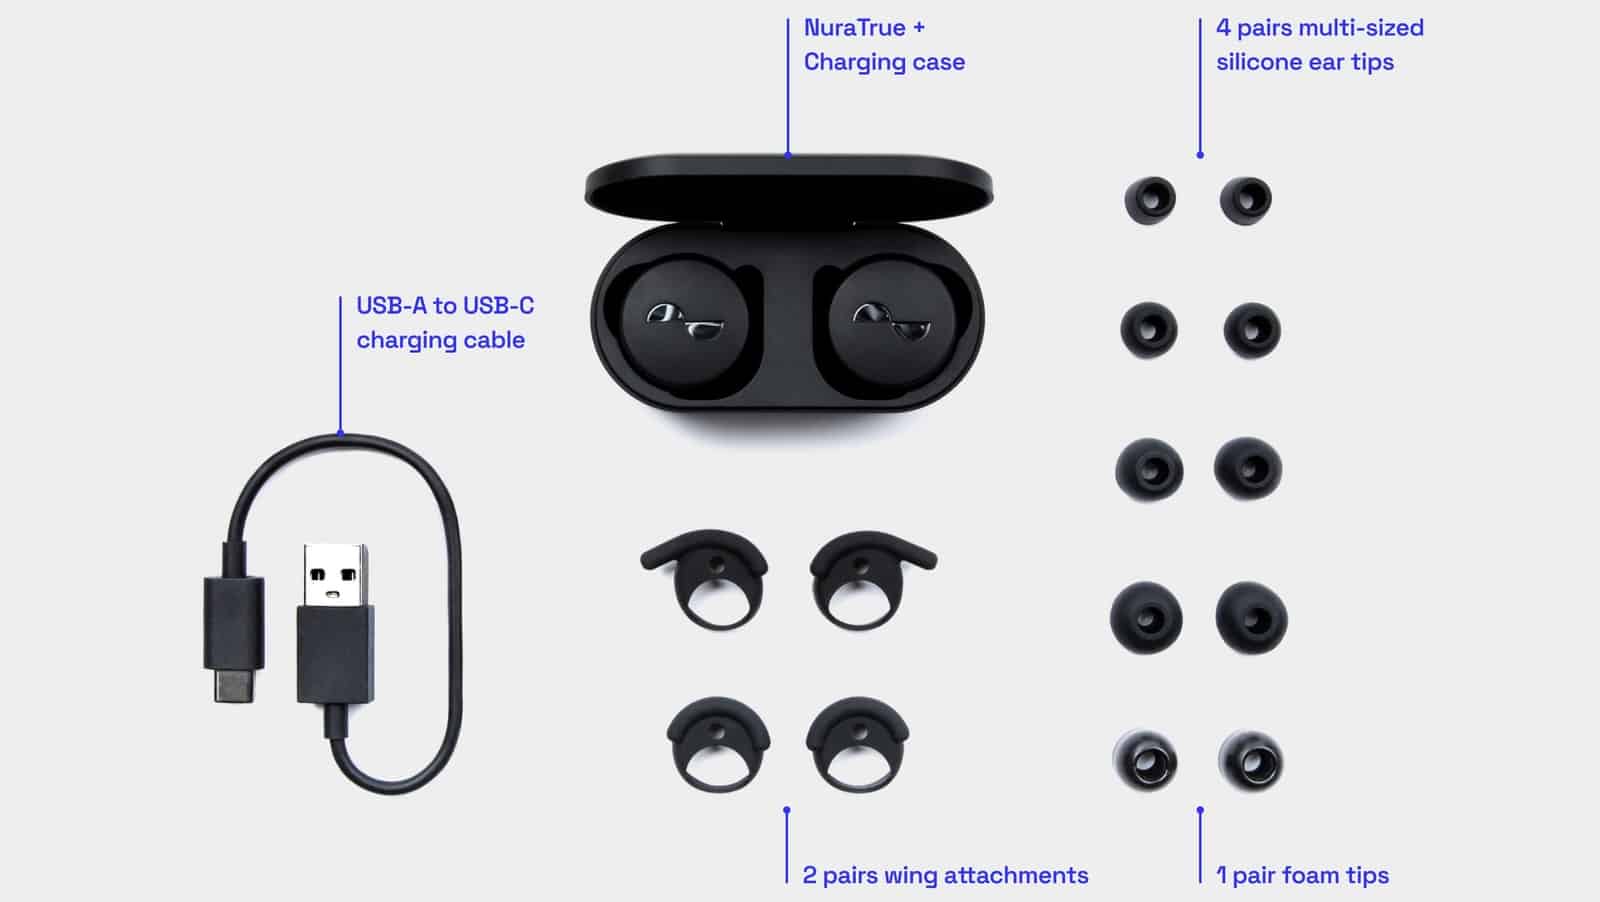 NuraTrue +
Charging case
4 pairs multi-sized
silicone ear tips
USB-A to USB-C
charging cable
2 pairs wing attachments
1 pair foam tips